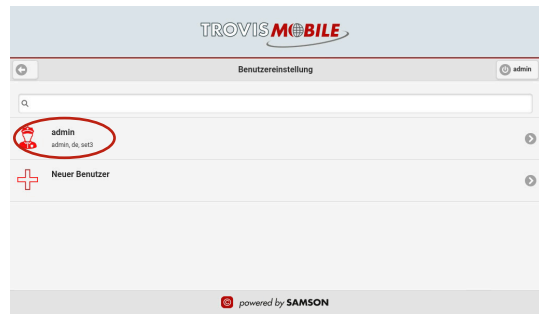 TROVIS MOBILE
Benutzereinstellung
admin
admin
admin, de, set3
Neuer Benutzer
powered by SAMSON